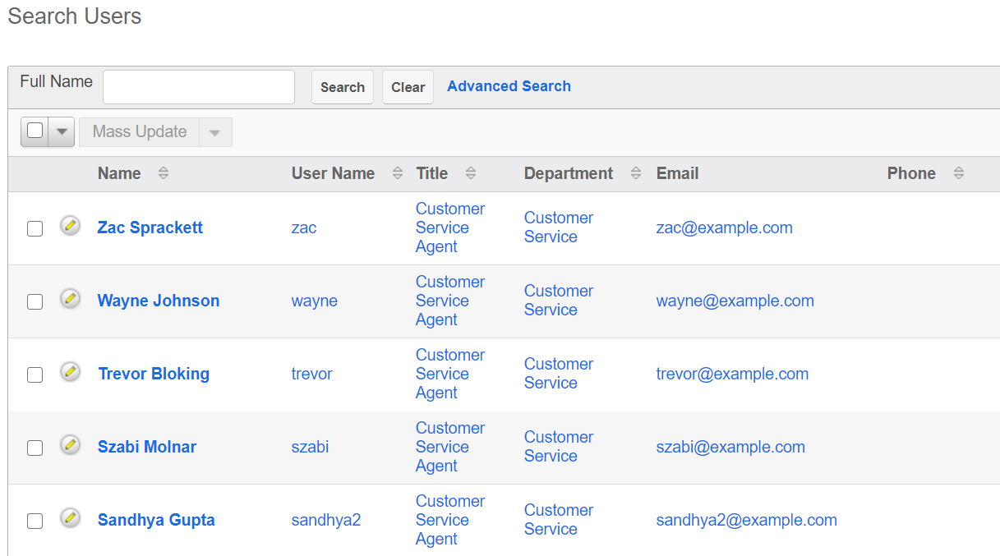 Search Users
Full Name Search Clear Advanced Search
Mass Update
Name User Name Title Department Email Phone
Customer
Customer
Zac Sprackett zac Service zac@example.com
Service
Agent
Customer
Customer
Wayne Johnson wayne Service wayne@example.com
Service
Agent
Customer
Customer
Trevor Bloking trevor Service trevor@example.com
Service
Agent
Customer
Customer
Szabi Molnar szabi Service szabi@example.com
Service
Agent
Customer
Customer
Sandhya Gupta sandhya2 Service sandhya2@example.com
Service
Agent